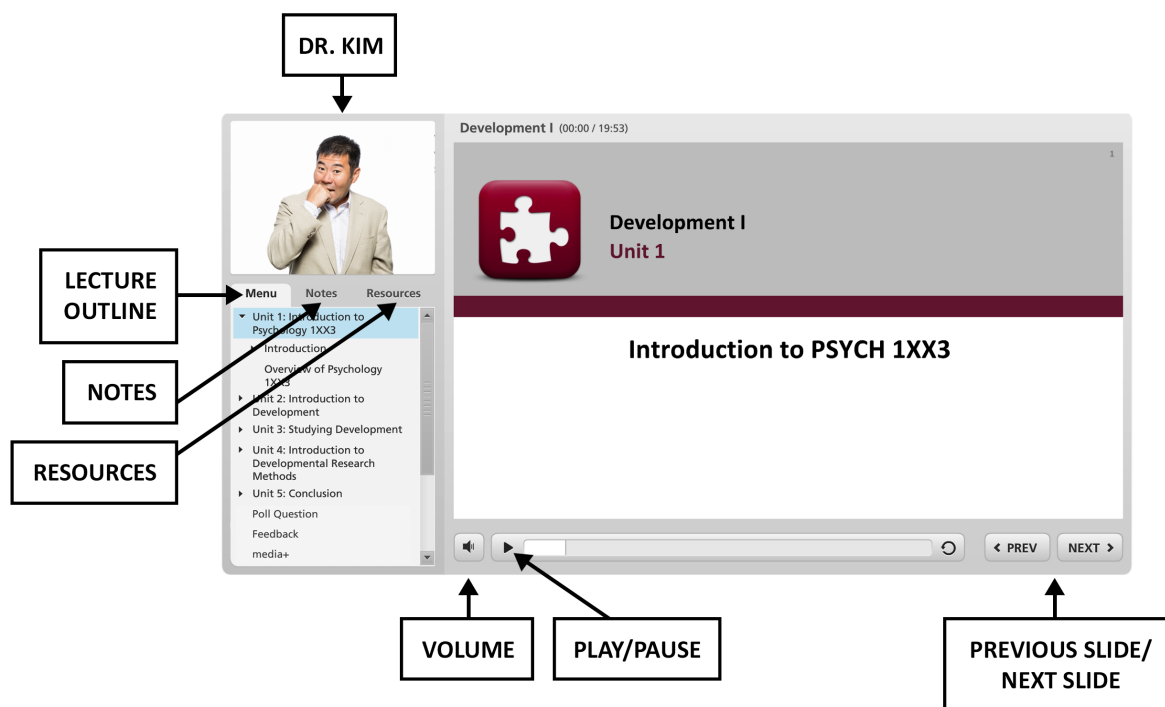 DR. KIM
Development I (00:00 / 19:53)
1
Development I
Unit 1
Introduction to PSYCH 1XX3
LECTURE
OUTLINE
NOTES
RESOURCES
Menu Notes Resources
Unit 1: Introduction to
Psychology 1XX3
Introduction
Overview of Psychology
1XX3
Unit 2: Introduction to
Development
Unit 3: Studying Development
Unit 4: Introduction to
Developmental Research
Methods
Unit 5: Conclusion
Poll Question
Feedback
media+
PREV NEXT
VOLUME
PLAY/PAUSE
PREVIOUS SLIDE/
NEXT SLIDE